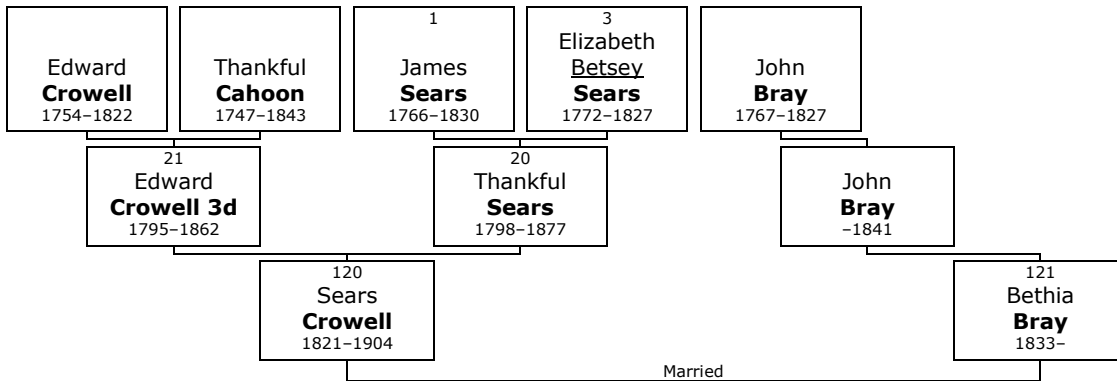 Edward
Crowell
1754–1822
Thankful
Cahoon
1747–1843
1
James
Sears
1766–1830
3
Elizabeth
Betsey
Sears
1772–1827
John
Bray
1767–1827
21
Edward
Crowell 3d
1795–1862
20
Thankful
Sears
1798–1877
John
Bray
–1841
120
Sears
Crowell
1821–1904
121
Bethia
Bray
1833–
Married